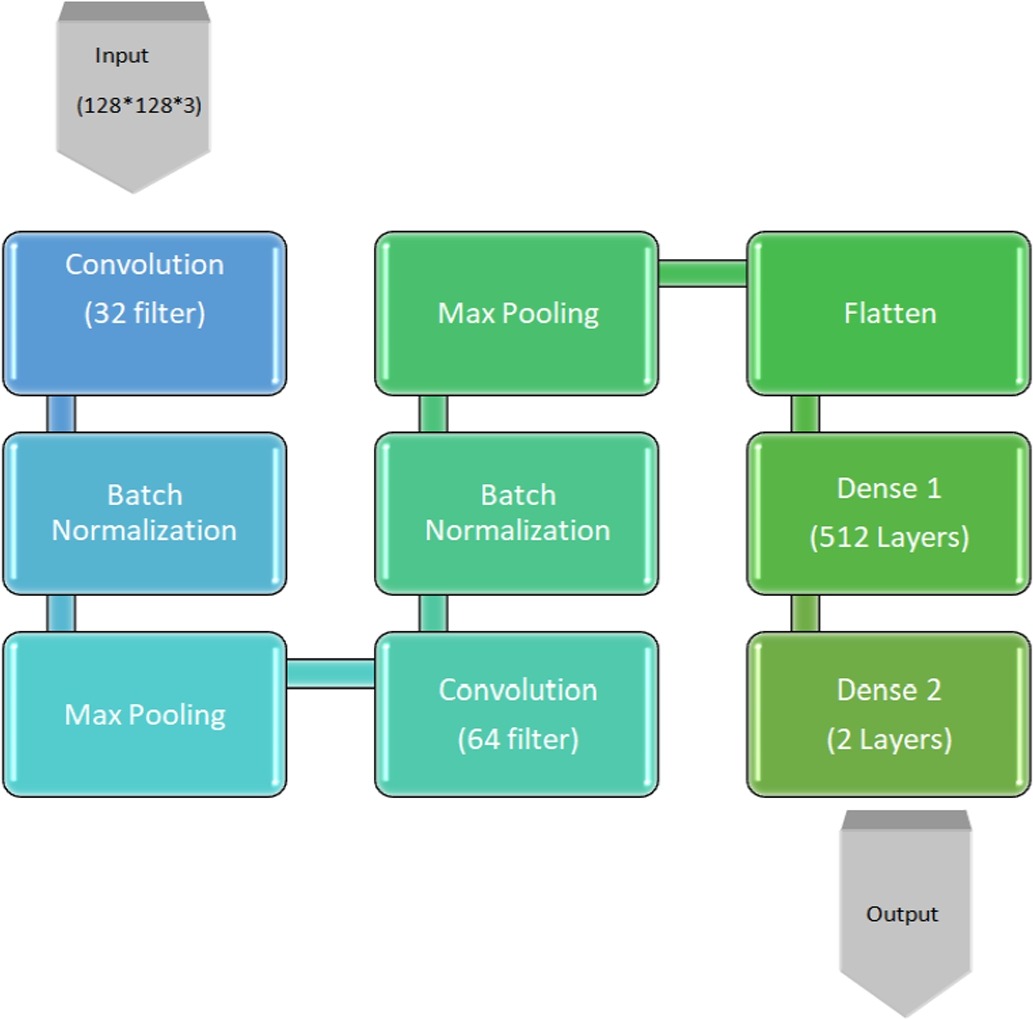 Input
(128*128*3)
Convolution
(32 filter)
Batch
Normalization
Max Pooling
Convolution
(64 filter)
Batch
Normalization
Max Pooling
Flatten
Dense 1
(512 Layers)
Dense 2
(2 Layers)
Output